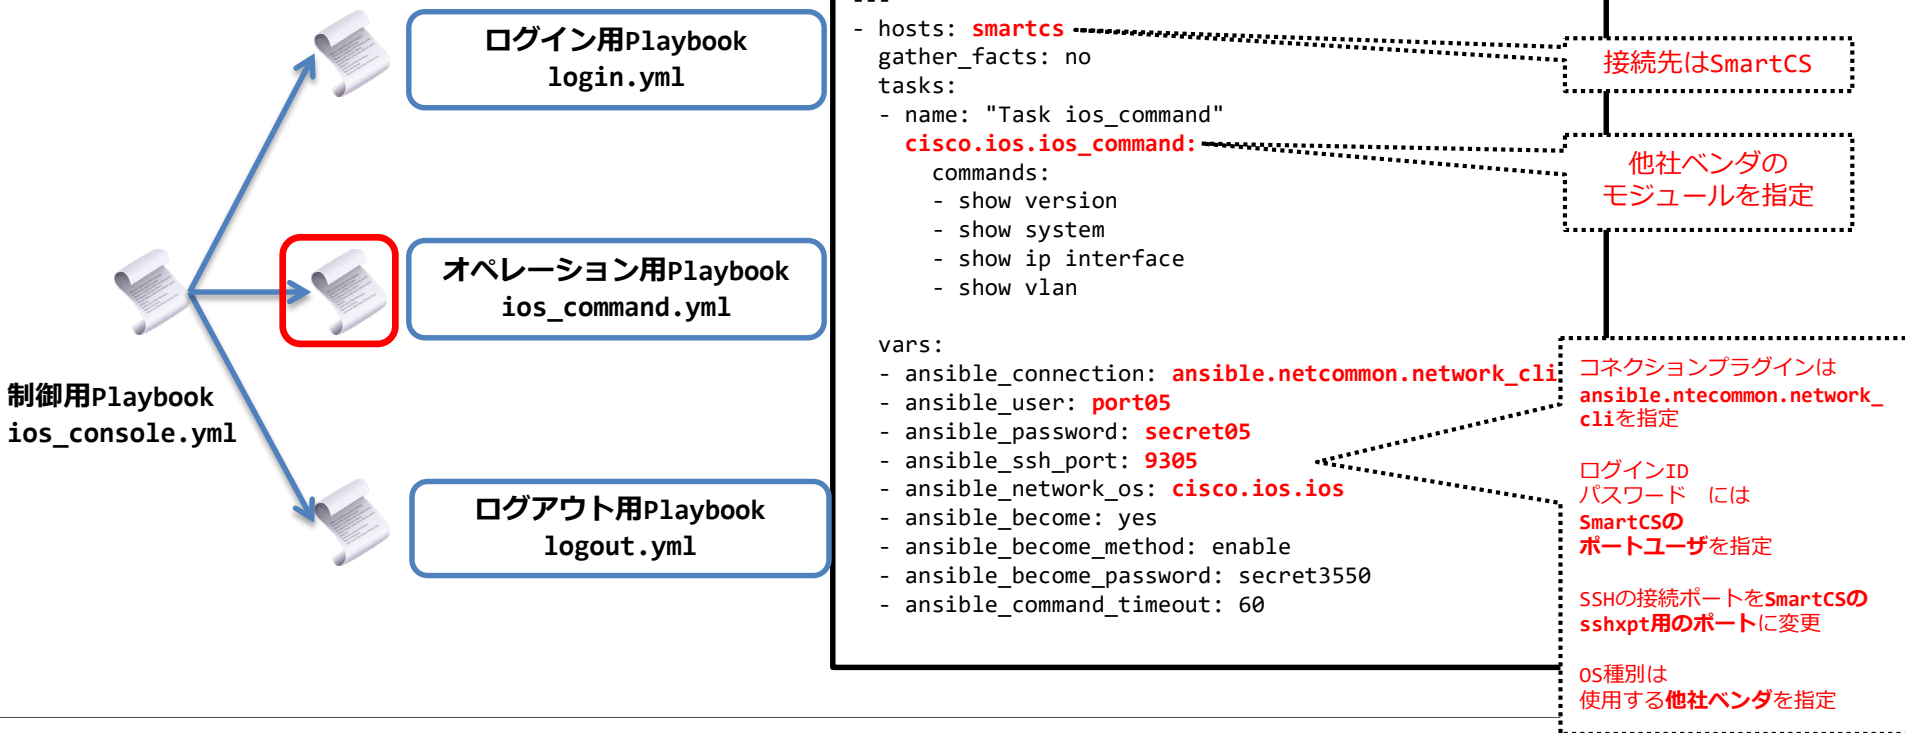 ログイン用Playbook
login.yml
オペレーション用Playbook
ios_command.yml
制御用Playbook
ios_console.yml
ログアウト用Playbook
logout.yml
---
- hosts: smartcs
gather_facts: no
tasks:
- name: "Task ios_command"
cisco.ios.ios_command:
commands:
- show version
- show system
- show ip interface
- show vlan
vars:
- ansible_connection: ansible.netcommon.network_cli
- ansible_user: port05
- ansible_password: secret05
- ansible_ssh_port: 9305
- ansible_network_os: cisco.ios.ios
- ansible_become: yes
- ansible_become_method: enable
- ansible_become_password: secret3550
- ansible_command_timeout: 60
接続先はSmartCS
他社ベンダの
モジュールを指定
コネクションプラグインは
ansible.ntecommon.network_
cliを指定
ログインID
パスワード　には
SmartCSの
ポートユーザを指定
SSHの接続ポートをSmartCSの
sshxpt用のポートに変更
OS種別は
使用する他社ベンダを指定